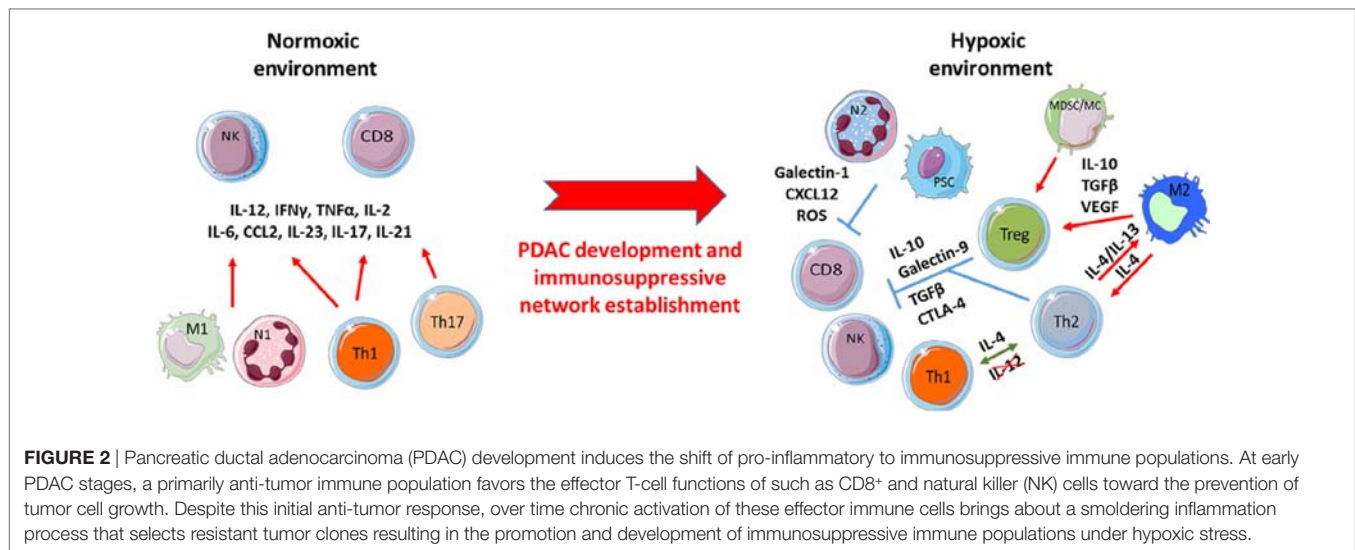 Normoxic
environment
NK
CD8
IL-12, IFNγ, TNFα, IL-2
IL-6, CCL2, IL-23, IL-17, IL-21
M1
N1
Th1
Th17
PDAC development and
immunosuppressive
network establishment
Hypoxic
environment
N2
PSC
MDSC/MC
Galectin-1
CXCL12
ROS
IL-10
TGFβ
VEGF
M2
Treg
CD8
IL-10
Galectin-9
TGFβ
CTLA-4
IL-4/IL-13
IL-4
Th2
NK
Th1
IL-4
IL-12
FIGURE 2 | Pancreatic ductal adenocarcinoma (PDAC) development induces the shift of pro-inflammatory to immunosuppressive immune populations. At early
PDAC stages, a primarily anti-tumor immune population favors the effector T-cell functions of such as CD8⁺ and natural killer (NK) cells toward the prevention of
tumor cell growth. Despite this initial anti-tumor response, over time chronic activation of these effector immune cells brings about a smoldering inflammation
process that selects resistant tumor clones resulting in the promotion and development of immunosuppressive immune populations under hypoxic stress.